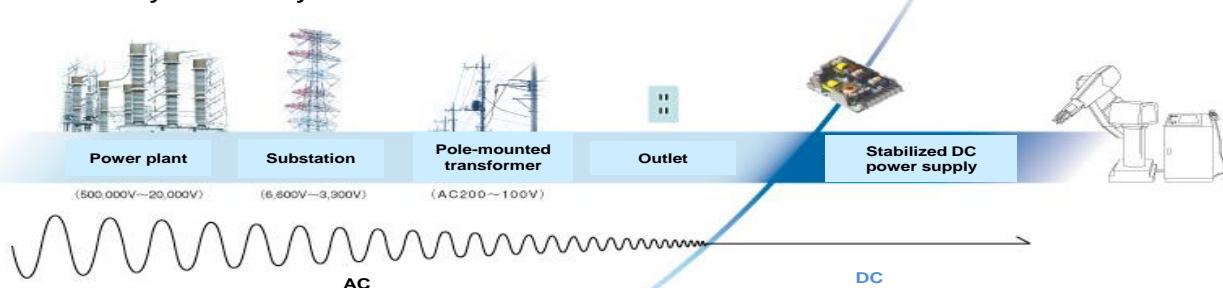 Power plant
Substation
Pole-mounted
transformer
Outlet
Stabilized DC
power supply
(500,000V~20,000V)
(6,600V~3,300V)
(AC200~100V)
AC
DC